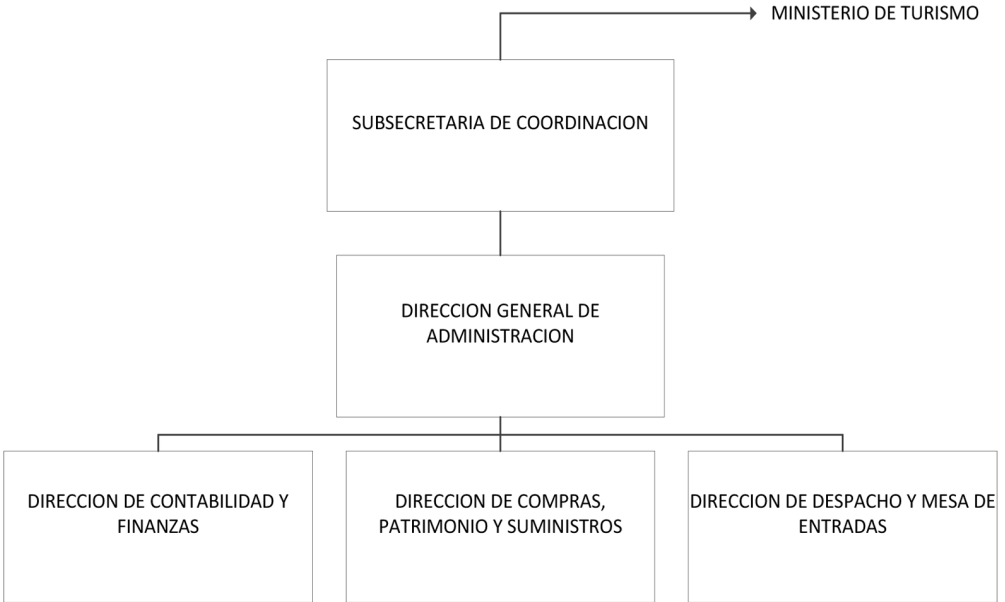 MINISTERIO DE TURISMO
SUBSECRETARIA DE COORDINACION
DIRECCION GENERAL DE
ADMINISTRACION
DIRECCION DE CONTABILIDAD Y
FINANZAS
DIRECCION DE COMPRAS,
PATRIMONIO Y SUMINISTROS
DIRECCION DE DESPACHO Y MESA DE
ENTRADAS